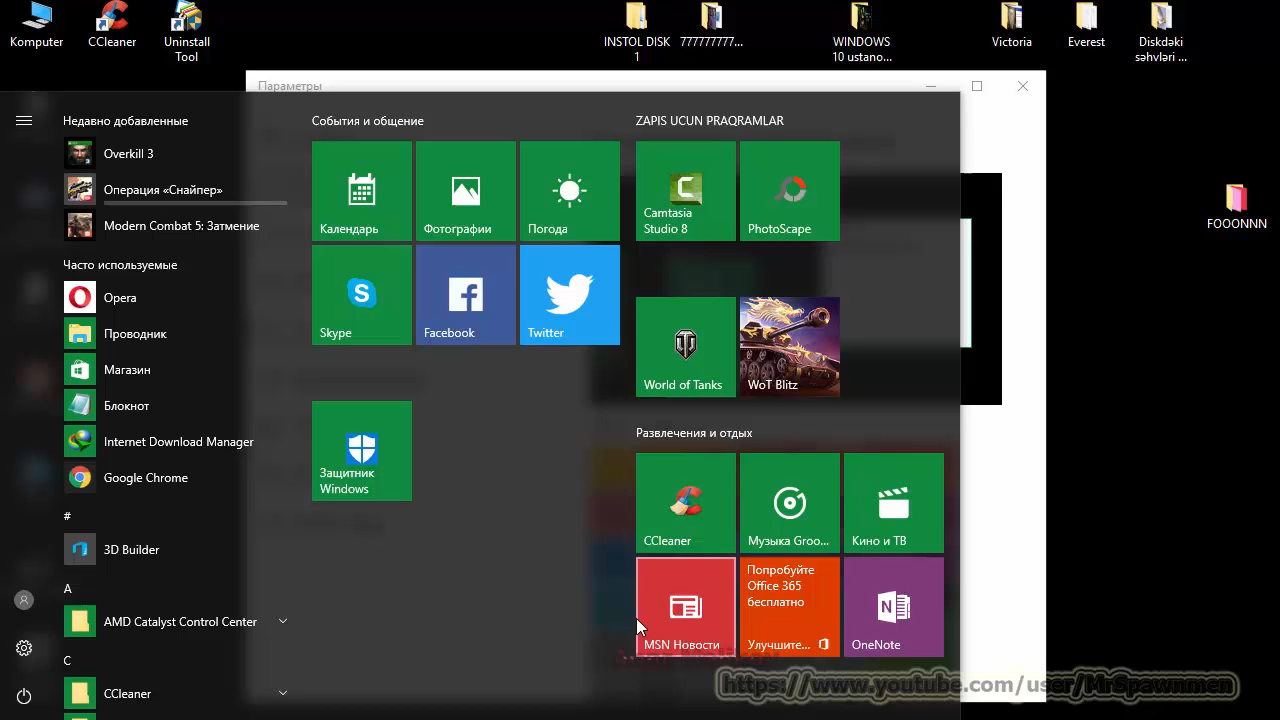 Komputer
CCleaner
Uninstall
Tool
INSTOL DISK
1
777777777...
WINDOWS
10 ustano...
Victoria
Everest
Diskdəki
səhvləri ...
FOOONNN
Параметры
Недавно добавленные
Overkill 3
Операция «Снайпер»
Modern Combat 5: Затмение
Часто используемые
Opera
Проводник
Магазин
Блокнот
Internet Download Manager
Google Chrome
#
3D Builder
A
AMD Catalyst Control Center
C
CCleaner
События и общение
Календарь
Фотографии
Погода
Skype
Facebook
Twitter
Защитник
Windows
ZAPIS UCUN PRAQRAMLAR
Camtasia
Studio 8
PhotoScape
World of Tanks
WoT Blitz
Развлечения и отдых
CCleaner
Музыка Groo...
Кино и ТВ
MSN Новости
Попробуйте
Office 365
бесплатно
Улучшите...
OneNote
https://www.youtube.com/user/MrSpawnmen